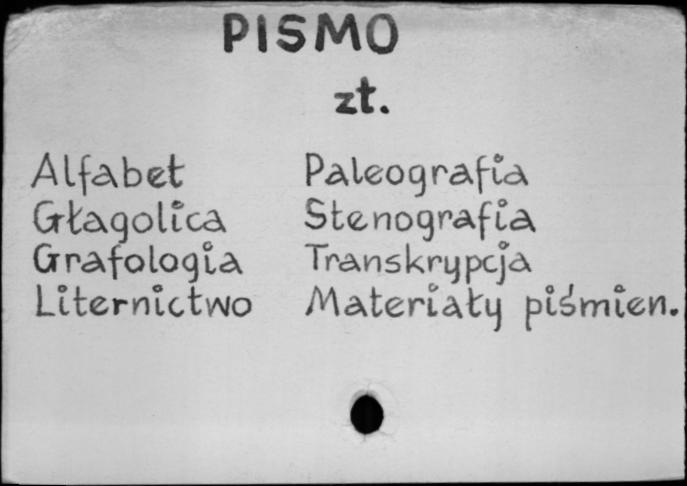 PISMO
zt.
Alfabet Paleografia
Głagolica Stenografia
Grafologia Transkrypcja
Liternictwo Materiały piśmien.